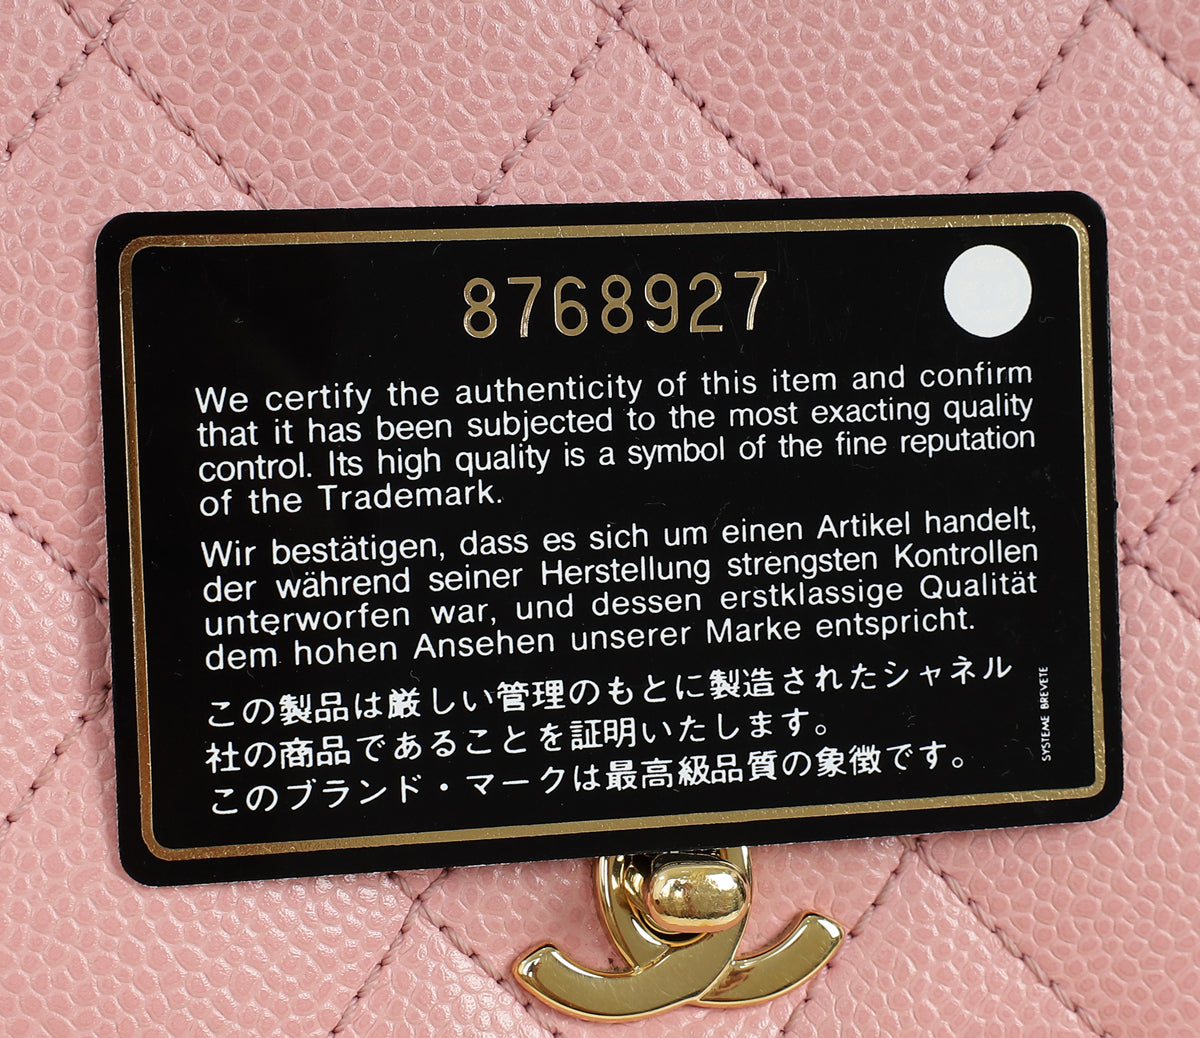 8768927
We certify the authenticity of this item and confirm
that it has been subjected to the most exacting quality
control. Its high quality is a symbol of the fine reputation
of the Trademark.
Wir bestätigen, dass es sich um einen Artikel handelt,
der während seiner Herstellung strengsten Kontrollen
unterworfen war, und dessen erstklassige Qualität
dem hohen Ansehen unserer Marke entspricht.
この製品は厳しい管理のもとに製造されたシャネル
社の商品であることを証明いたします。
このブランド・マークは最高級品質の象徴です。
SYSTEME BREVETE